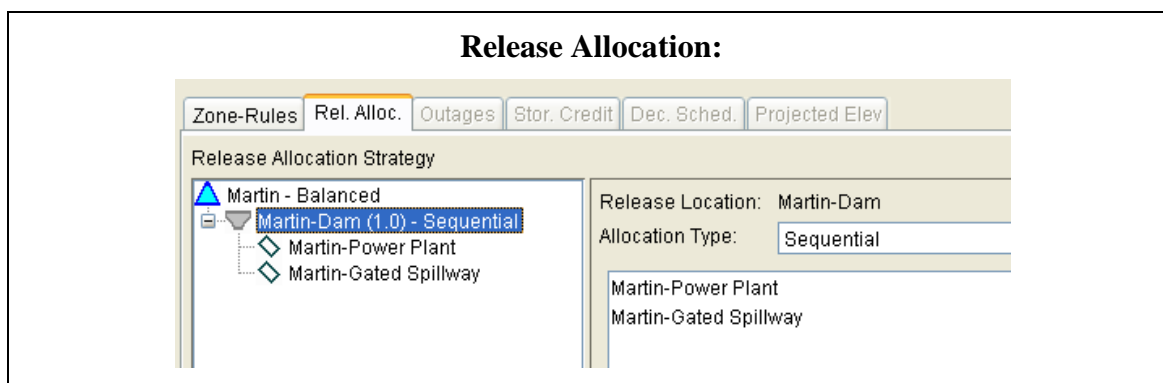 Release Allocation:
Zone-Rules Rel. Alloc. Outages Stor. Credit Dec. Sched. Projected Elev
Release Allocation Strategy
Martin - Balanced
Martin-Dam (1.0) - Sequential
Martin-Power Plant
Martin-Gated Spillway
Release Location: Martin-Dam
Allocation Type: Sequential
Martin-Power Plant
Martin-Gated Spillway